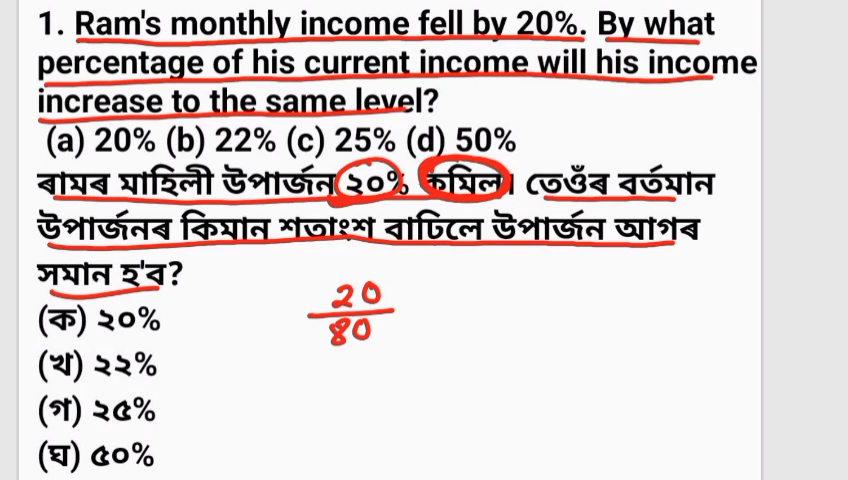 1. Ram's monthly income fell by 20%. By what
percentage of his current income will his income
increase to the same level?
(a) 20% (b) 22% (c) 25% (d) 50%
ৰামৰ মাহিলী উপার্জন ২০% কমিল। তেওঁৰ বর্তমান
উপার্জনৰ কিমান শতাংশ বাঢিলে উপার্জন আগৰ
সমান হ'ব?
(ক) ২০%
20
80
(খ) ২২%
(গ) ২৫%
(ঘ) ৫০%